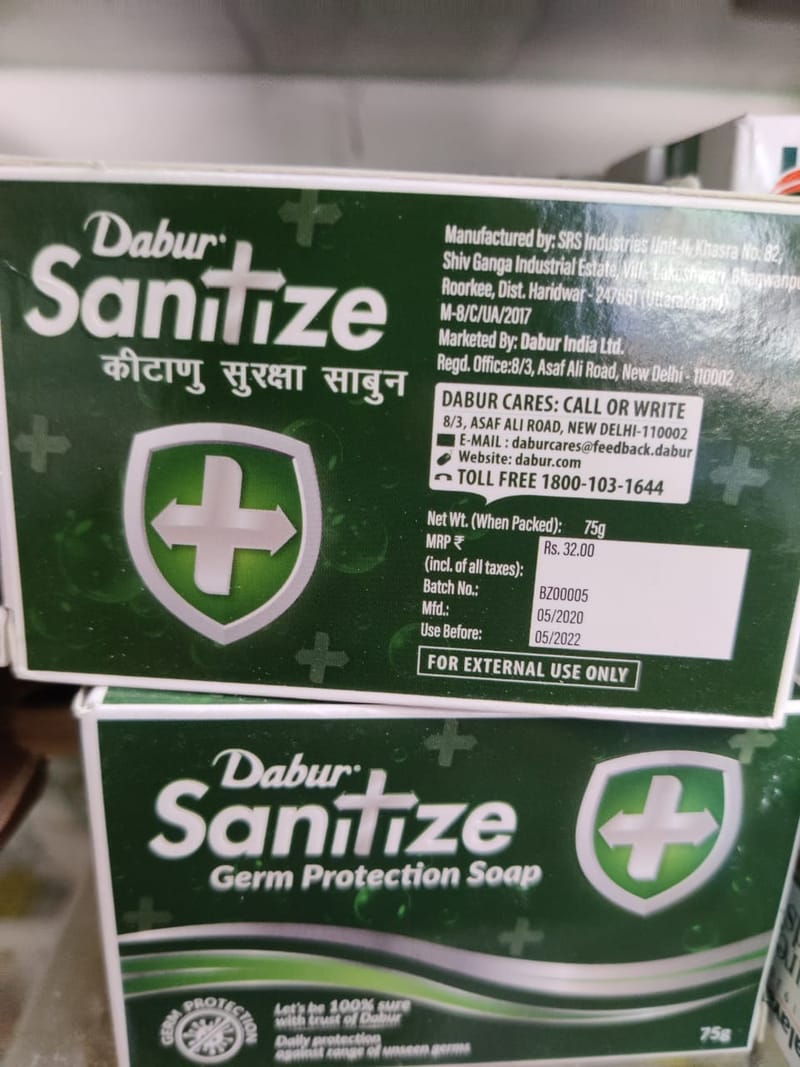 Dabur
Sanitize
कीटाणु सुरक्षा साबुन
Manufactured by: SRS Industries Unit-II, Khasra No. 82,
Shiv Ganga Industrial Estate, Vill. Lakeshwari, Bhagwanpu
Roorkee, Dist. Haridwar - 247661 (Uttarakhand)
M-8/C/UA/2017
Marketed By: Dabur India Ltd.
Regd. Office:8/3, Asaf Ali Road, New Delhi - 110002
DABUR CARES: CALL OR WRITE
8/3, ASAF ALI ROAD, NEW DELHI-110002
E-MAIL : daburcares@feedback.dabur
Website: dabur.com
TOLL FREE 1800-103-1644
Net Wt. (When Packed): 75g
MRP ₹ Rs. 32.00
(incl. of all taxes):
Batch No.: BZ00005
Mfd.: 05/2020
Use Before: 05/2022
FOR EXTERNAL USE ONLY
Dabur
Sanitize
Germ Protection Soap
GERM PROTECTION
Let's be 100% sure
with trust of Dabur
Daily protection
against range of unseen germs
75g